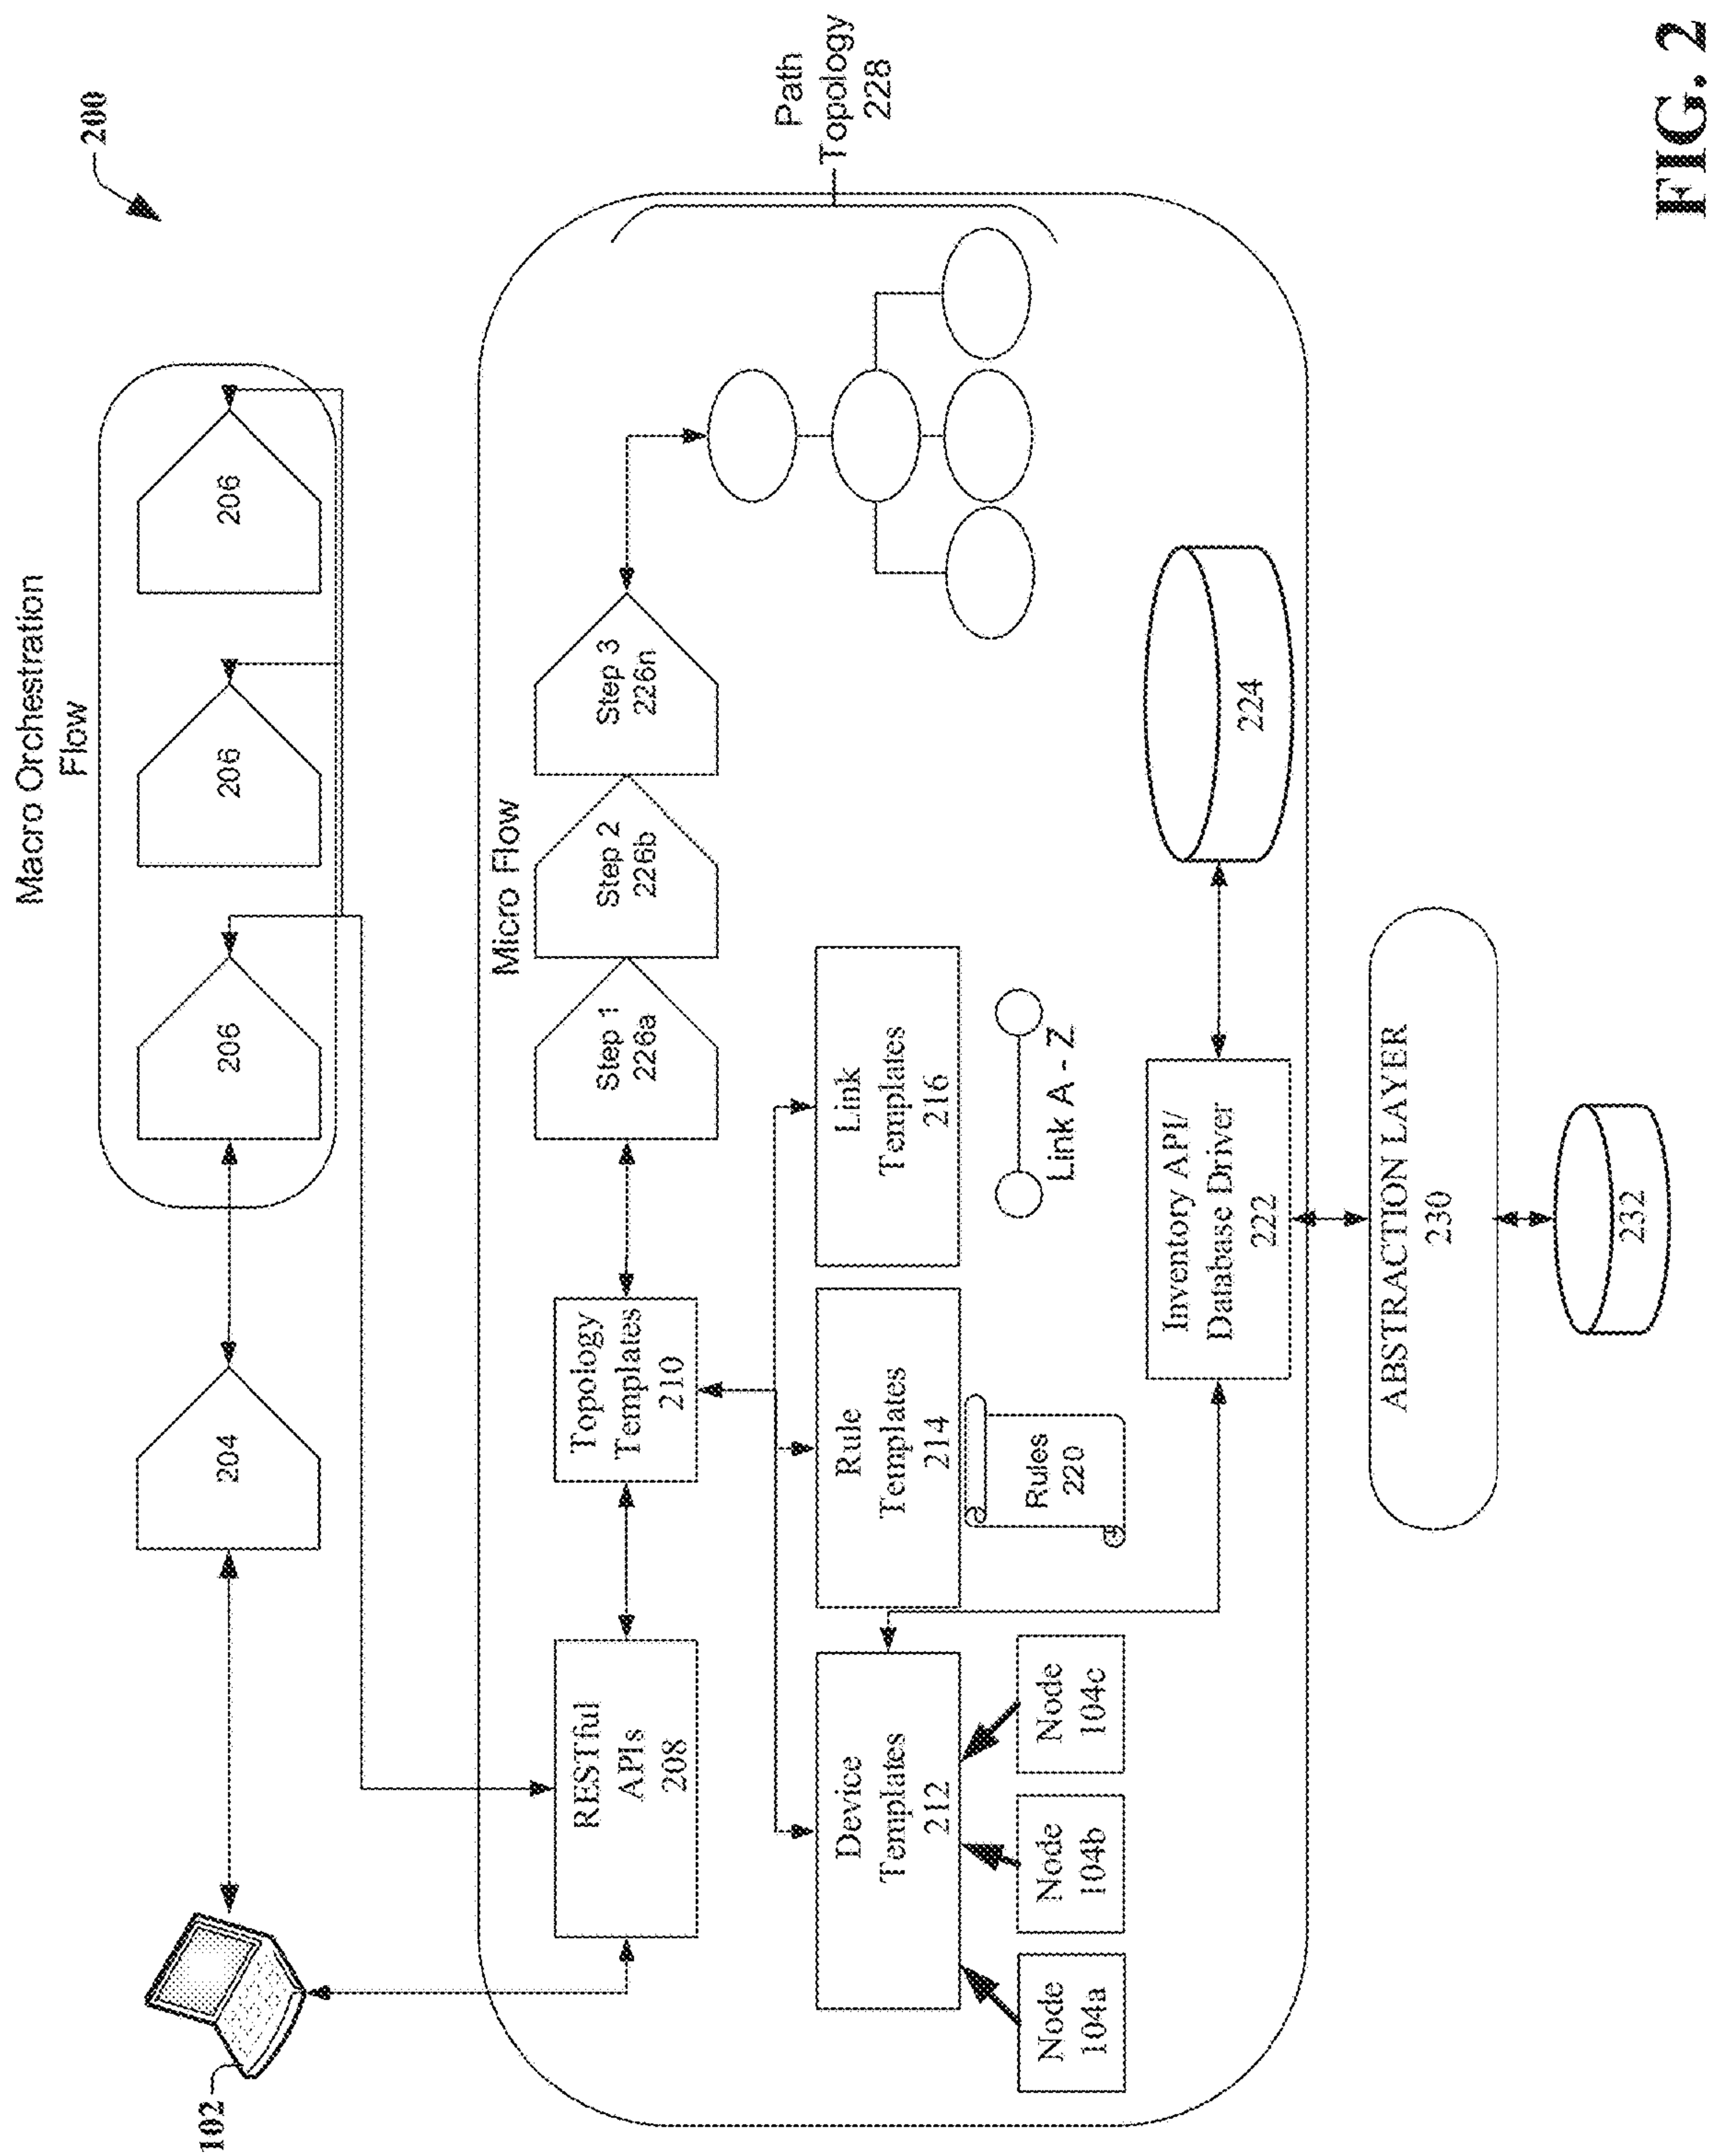 200
Macro Orchestration
Flow
102
204
206
206
206
Micro Flow
RESTful
APIs
208
Topology
Templates
210
Step 1
226a
Step 2
226b
Step 3
226n
Path
Topology
228
Device
Templates
212
Rule
Templates
214
Link
Templates
216
Node
104a
Node
104b
Node
104c
Rules
220
Link A - Z
Inventory API/
Database Driver
222
224
ABSTRACTION LAYER
230
232
FIG. 2